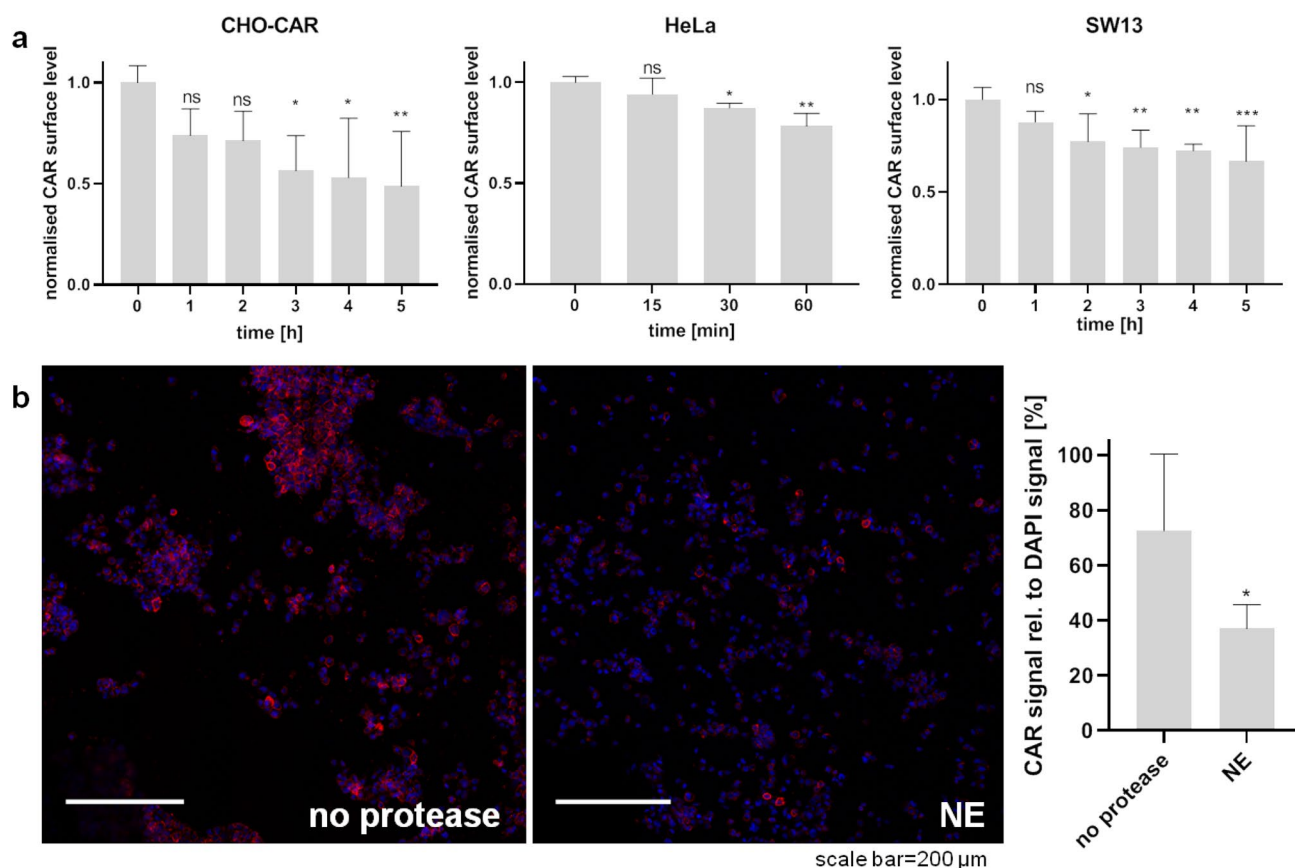 a
CHO-CAR
normalised CAR surface level
1.0
0.5
0.0
ns
ns
*
*
**
0 1 2 3 4 5
time [h]
HeLa
normalised CAR surface level
1.0
0.5
0.0
ns
*
**
0 15 30 60
time [min]
SW13
normalised CAR surface level
1.0
0.5
0.0
ns
*
**
**
***
0 1 2 3 4 5
time [h]
b
no protease
NE
scale bar=200 µm
CAR signal rel. to DAPI signal [%]
100
80
60
40
20
0
*
no protease
NE